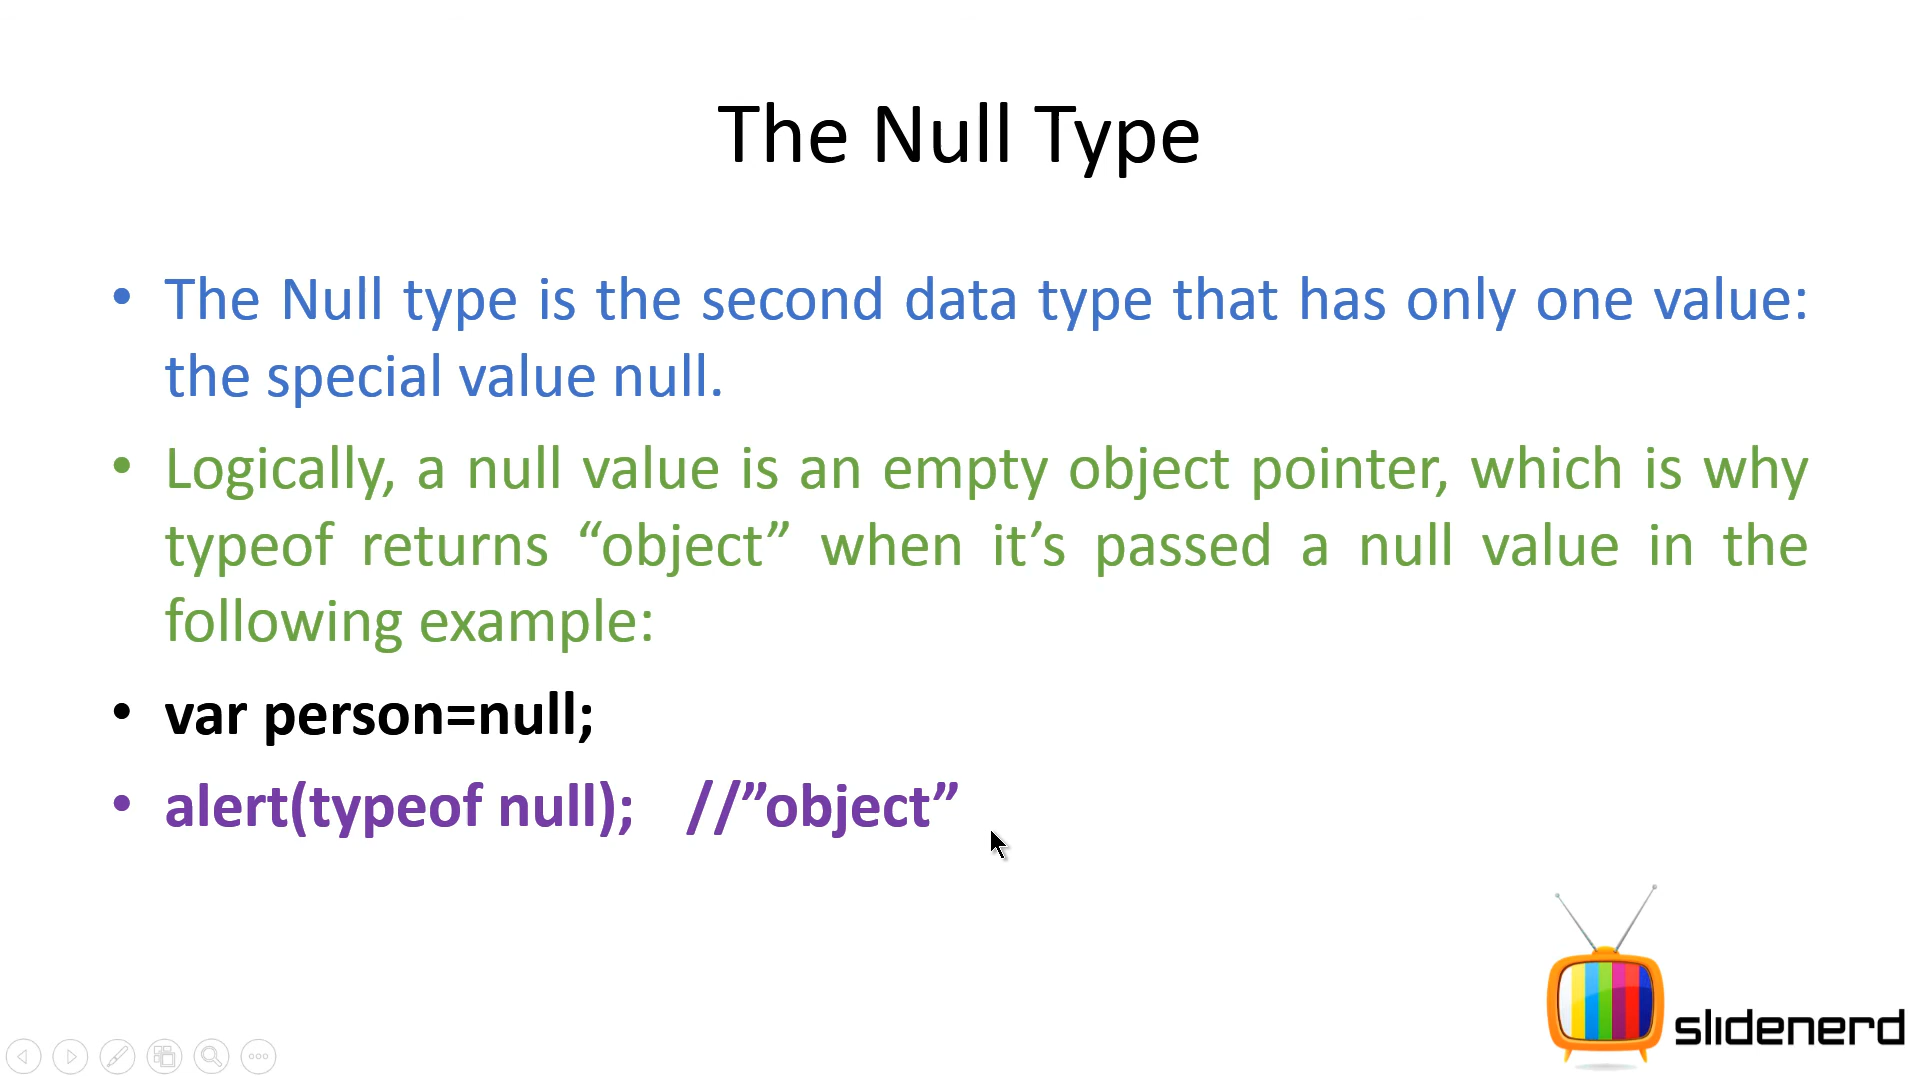 The Null Type
• The Null type is the second data type that has only one value:
the special value null.
• Logically, a null value is an empty object pointer, which is why
typeof returns “object” when it’s passed a null value in the
following example:
• var person=null;
• alert(typeof null); //”object”
slidenerd